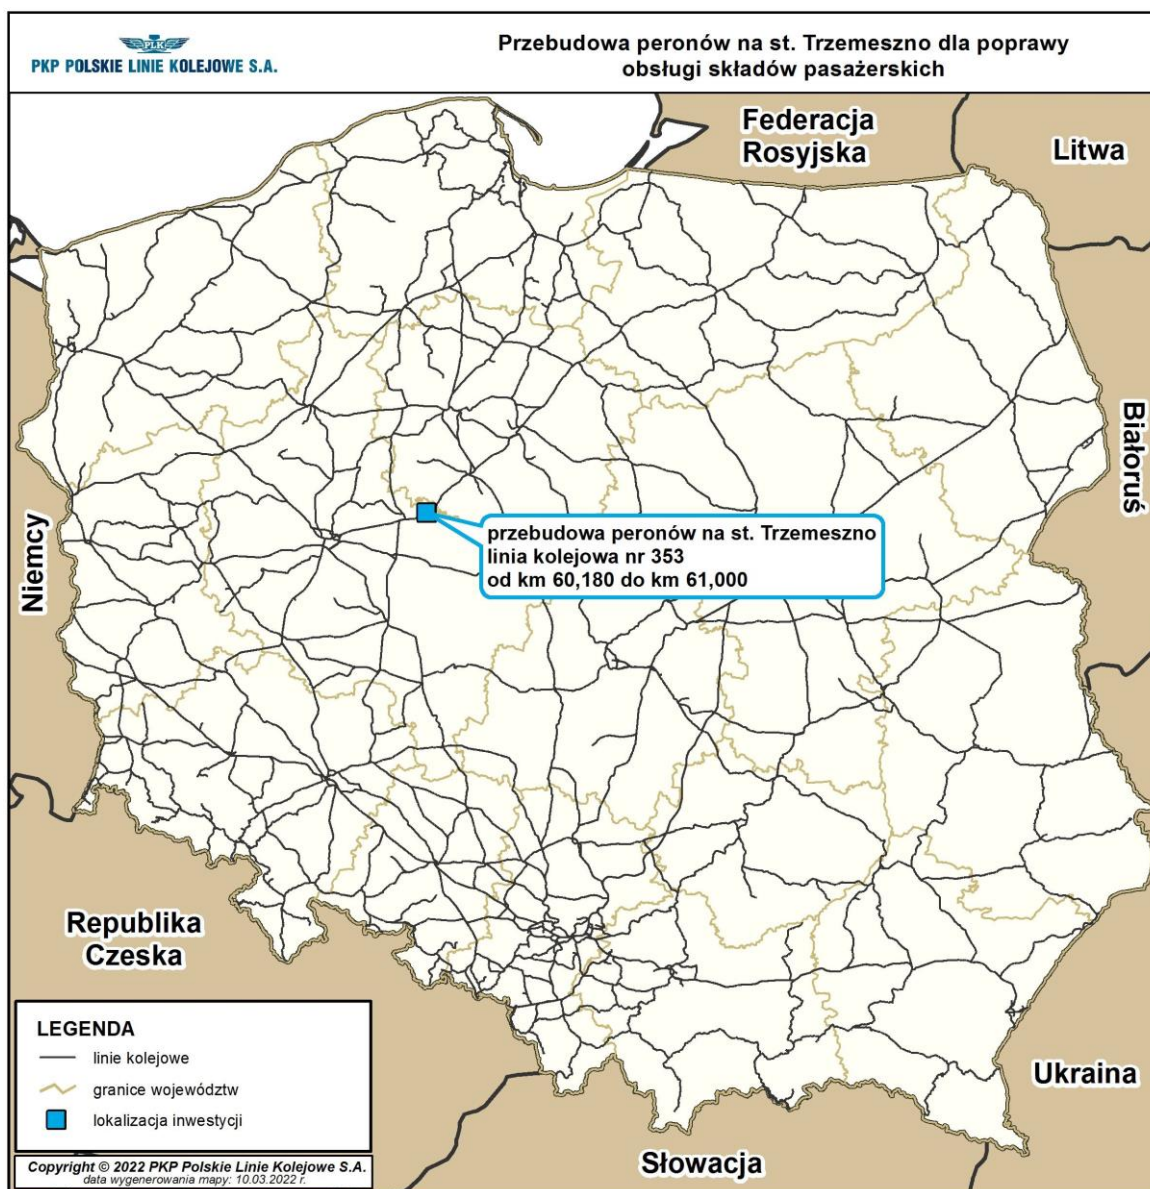 PLK
PKP POLSKIE LINIE KOLEJOWE S.A.
Przebudowa peronów na st. Trzemeszno dla poprawy
obsługi składów pasażerskich
Federacja
Rosyjska
Litwa
Białoruś
Niemcy
przebudowa peronów na st. Trzemeszno
linia kolejowa nr 353
od km 60,180 do km 61,000
Republika
Czeska
LEGENDA
linie kolejowe
granice województw
lokalizacja inwestycji
Ukraina
Słowacja
Copyright © 2022 PKP Polskie Linie Kolejowe S.A.
data wygenerowania mapy: 10.03.2022 r.